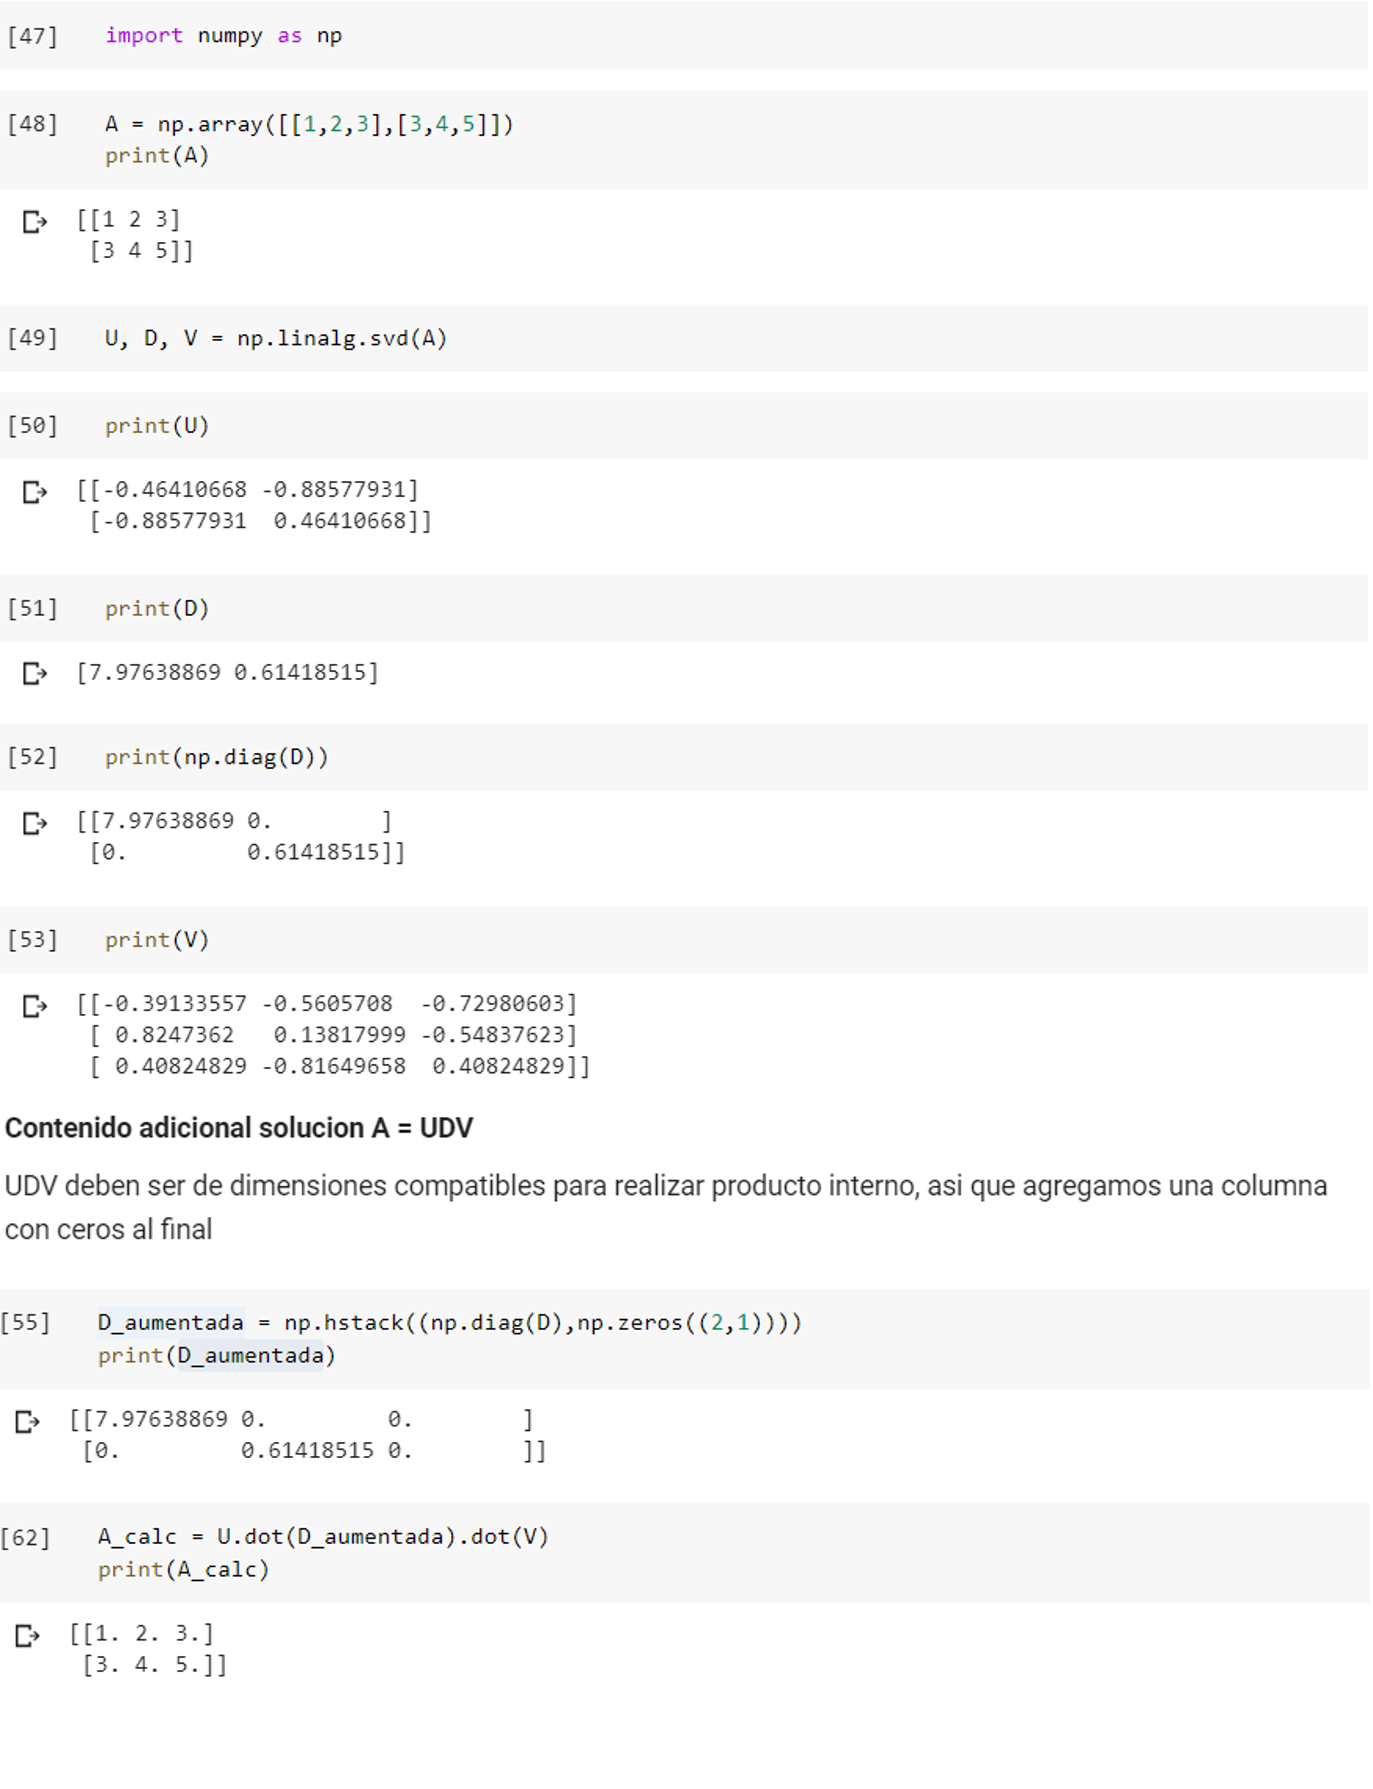 [47] import numpy as np
[48] A = np.array([[1,2,3],[3,4,5]])
print(A)
[[1 2 3]
[3 4 5]]
[49] U, D, V = np.linalg.svd(A)
[50] print(U)
[[-0.46410668 -0.88577931]
[-0.88577931 0.46410668]]
[51] print(D)
[7.97638869 0.61418515]
[52] print(np.diag(D))
[[7.97638869 0. ]
[0. 0.61418515]]
[53] print(V)
[[-0.39133557 -0.5605708 -0.72980603]
[ 0.8247362 0.13817999 -0.54837623]
[ 0.40824829 -0.81649658 0.40824829]]
Contenido adicional solucion A = UDV
UDV deben ser de dimensiones compatibles para realizar producto interno, asi que agregamos una columna
con ceros al final
[55] D_aumentada = np.hstack((np.diag(D),np.zeros((2,1))))
print(D_aumentada)
[[7.97638869 0. 0. ]
[0. 0.61418515 0. ]]
[62] A_calc = U.dot(D_aumentada).dot(V)
print(A_calc)
[[1. 2. 3.]
[3. 4. 5.]]